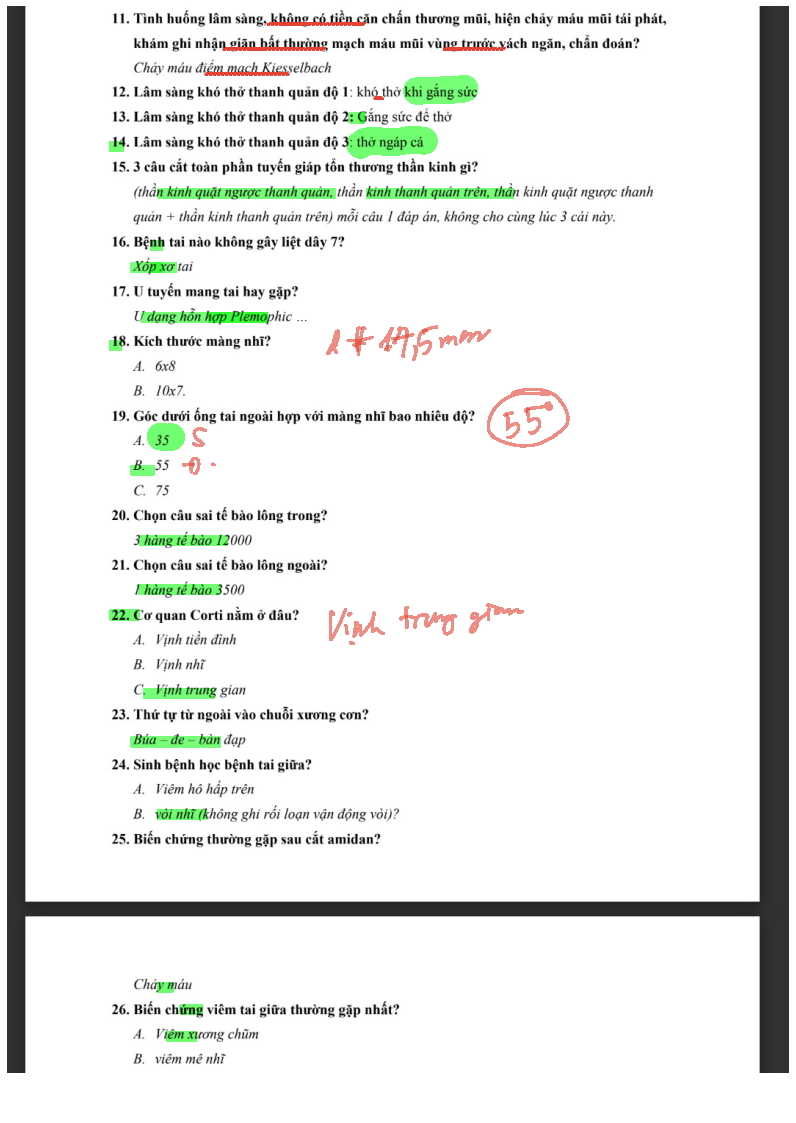 11. Tình huống lâm sàng, không có tiền căn chấn thương mũi, hiện chảy máu mũi tái phát,
khám ghi nhận giãn bất thường mạch máu mũi vùng trước vách ngăn, chẩn đoán?
Chảy máu điểm mạch Kiesselbach
12. Lâm sàng khó thở thanh quản độ 1: khó thở khi gắng sức
13. Lâm sàng khó thở thanh quản độ 2: Gắng sức để thở
14. Lâm sàng khó thở thanh quản độ 3: thở ngáp cá
15. 3 câu cắt toàn phần tuyến giáp tổn thương thần kinh gì?
(thần kinh quặt ngược thanh quản, thần kinh thanh quản trên, thần kinh quặt ngược thanh
quản + thần kinh thanh quản trên) mỗi câu 1 đáp án, không cho cùng lúc 3 cái này.
16. Bệnh tai nào không gây liệt dây 7?
Xốp xơ tai
17. U tuyến mang tai hay gặp?
U dạng hỗn hợp Plemophic ...
18. Kích thước màng nhĩ?
A. 6x8
B. 10x7.
19. Góc dưới ống tai ngoài hợp với màng nhĩ bao nhiêu độ?
55°
A. 35 S
B. 55
C. 75
20. Chọn câu sai tế bào lông trong?
3 hàng tế bào 12000
21. Chọn câu sai tế bào lông ngoài?
1 hàng tế bào 3500
22. Cơ quan Corti nằm ở đâu?
Vịnh trung gian
A. Vịnh tiền đình
B. Vịnh nhĩ
C. Vịnh trung gian
23. Thứ tự từ ngoài vào chuỗi xương cơn?
Búa – đe – bàn đạp
24. Sinh bệnh học bệnh tai giữa?
A. Viêm hô hấp trên
B. vòi nhĩ (không ghi rối loạn vận động vòi)?
25. Biến chứng thường gặp sau cắt amidan?
Chảy máu
26. Biến chứng viêm tai giữa thường gặp nhất?
A. Viêm xương chũm
B. viêm mê nhĩ